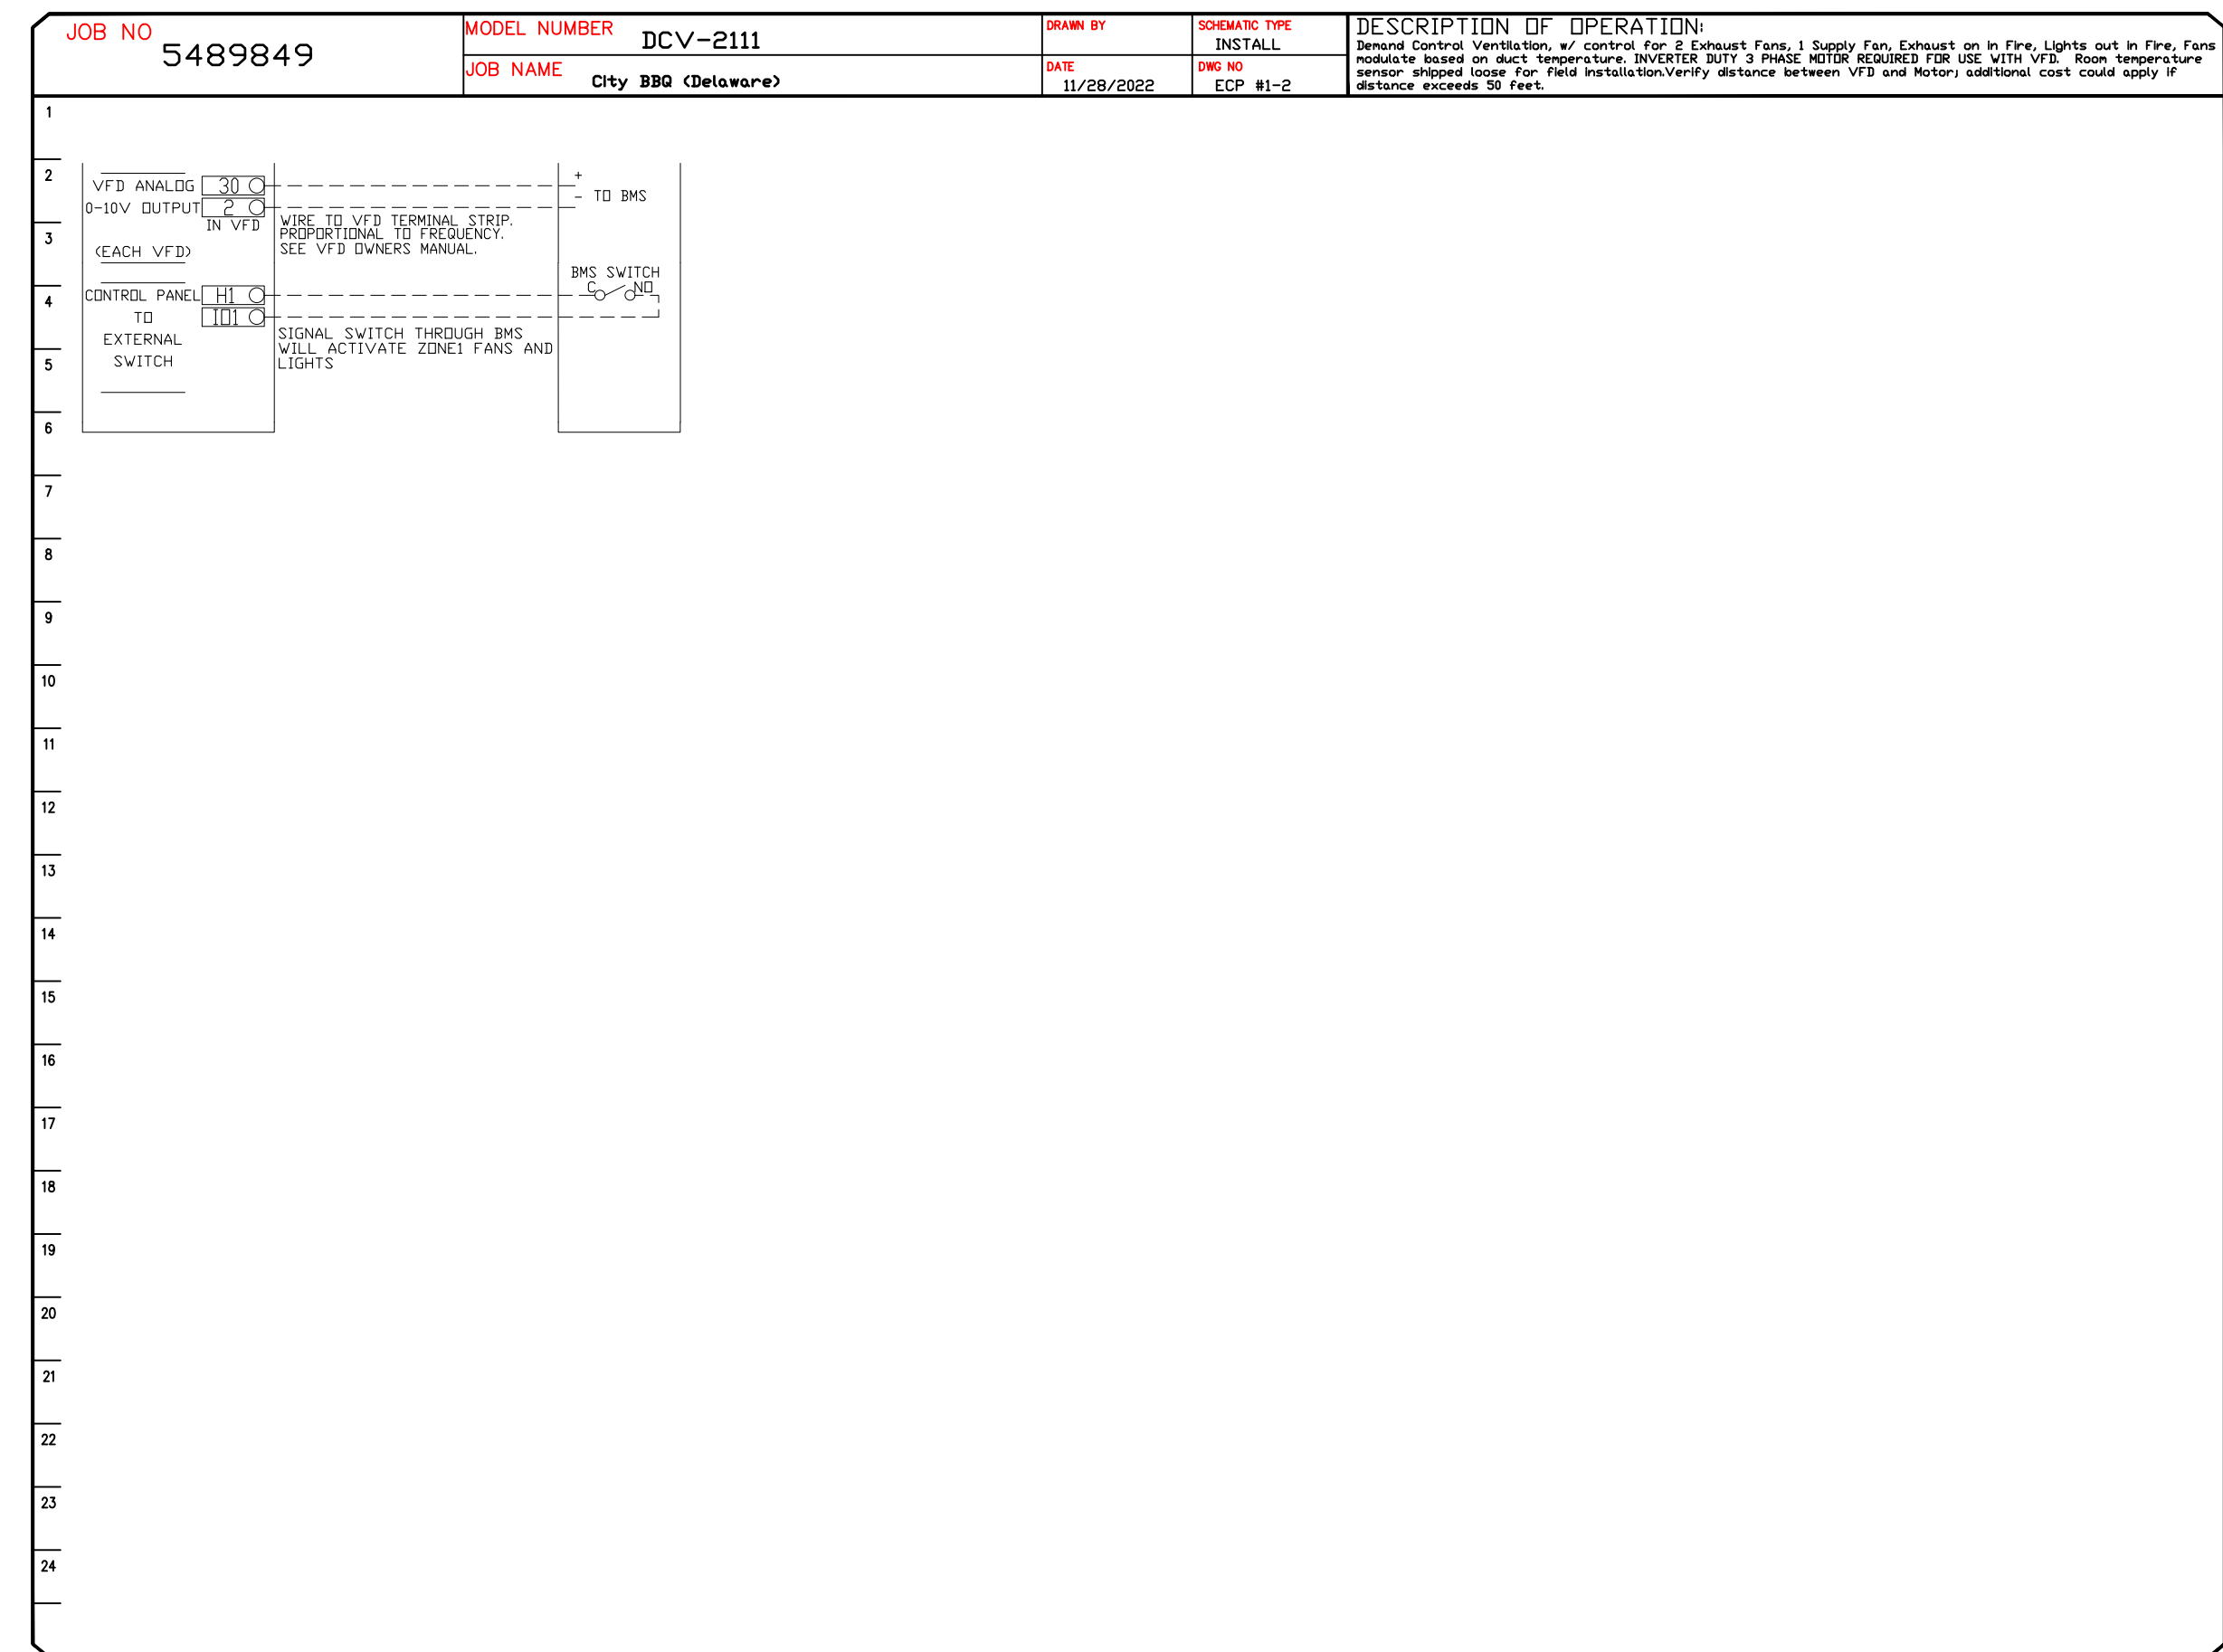 JOB NO
5489849
MODEL NUMBER
DCV-2111
JOB NAME
City BBQ (Delaware)
DRAWN BY
DATE
11/28/2022
SCHEMATIC TYPE
INSTALL
DWG NO
ECP #1-2
DESCRIPTION OF OPERATION:
Demand Control Ventilation, w/ control for 2 Exhaust Fans, 1 Supply Fan, Exhaust on in Fire, Lights out in Fire, Fans
modulate based on duct temperature. INVERTER DUTY 3 PHASE MOTOR REQUIRED FOR USE WITH VFD. Room temperature
sensor shipped loose for field installation.Verify distance between VFD and Motor; additional cost could apply if
distance exceeds 50 feet.
1
2
3
4
5
6
7
8
9
10
11
12
13
14
15
16
17
18
19
20
21
22
23
24
VFD ANALOG
0-10V OUTPUT
30
2
IN VFD
(EACH VFD)
WIRE TO VFD TERMINAL STRIP.
PROPORTIONAL TO FREQUENCY.
SEE VFD OWNERS MANUAL.
+
- TO BMS
CONTROL PANEL
TO
EXTERNAL
SWITCH
H1
IO1
SIGNAL SWITCH THROUGH BMS
WILL ACTIVATE ZONE1 FANS AND
LIGHTS
BMS SWITCH
C NO